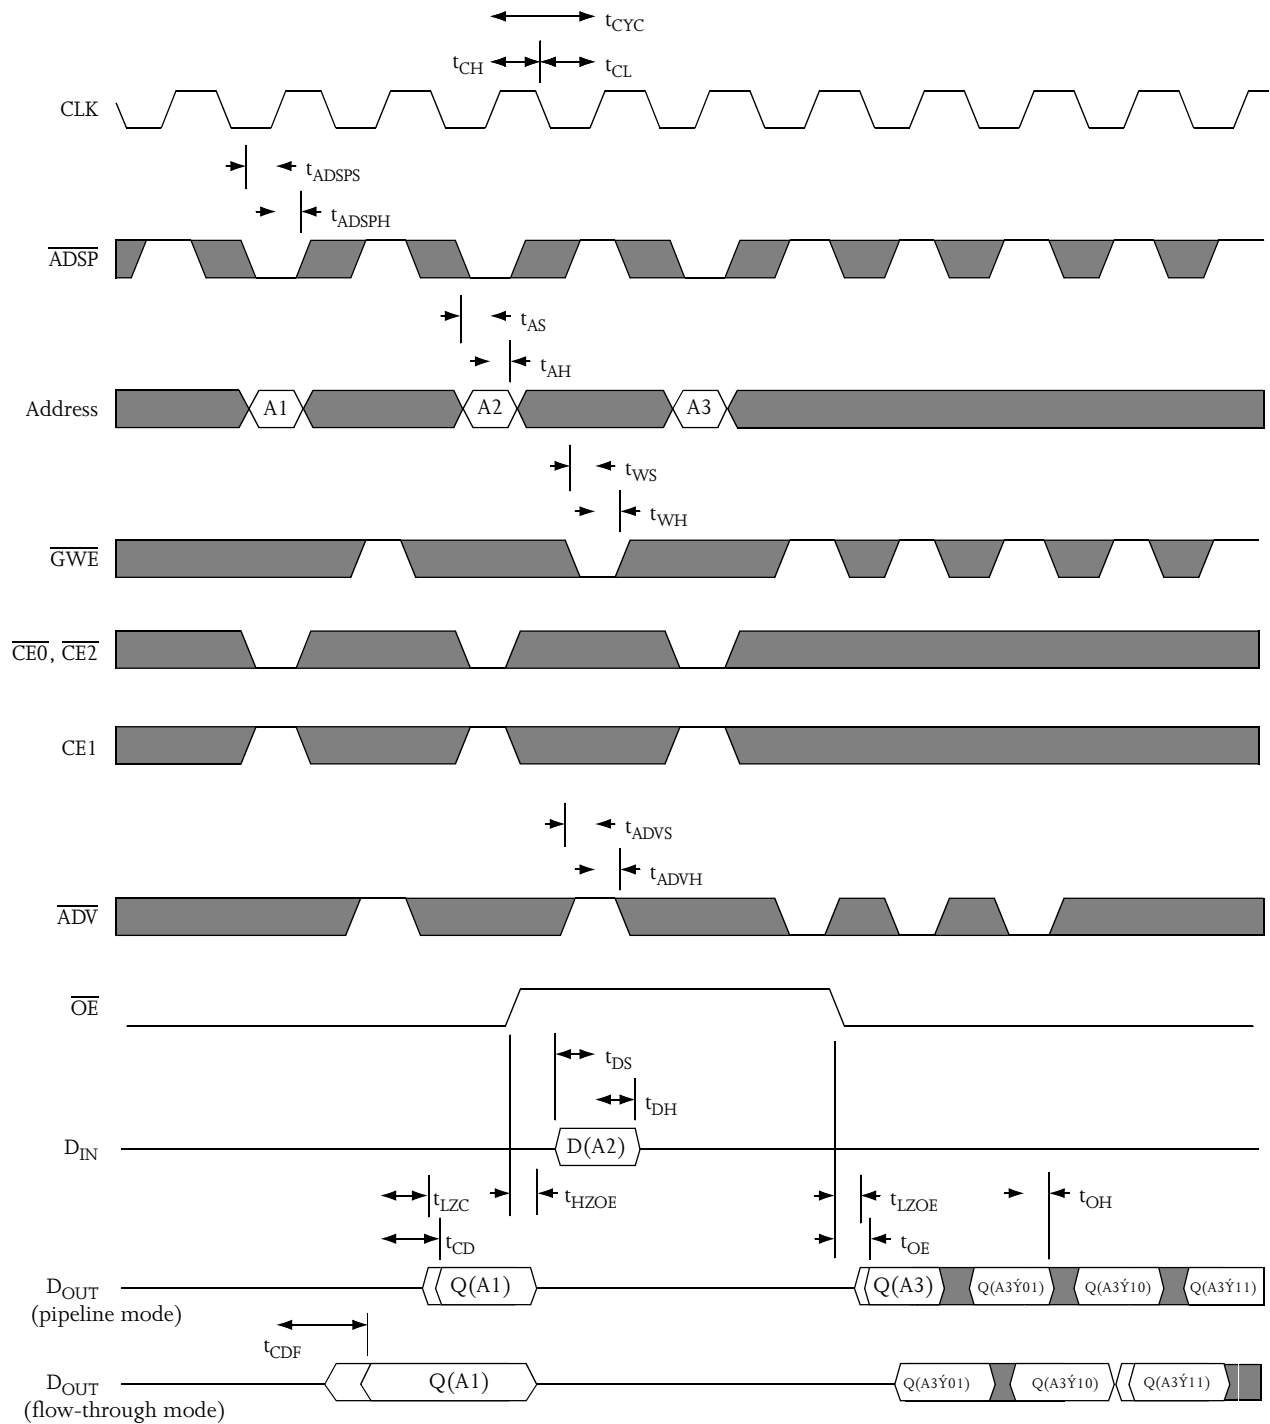 tCYC
tCH
tCL
CLK
tADSPS
tADSPH
ADSP
tAS
tAH
Address
A1
A2
A3
tWS
tWH
GWE
CE0, CE2
CE1
tADVS
tADVH
ADV
OE
tDS
tDH
DIN
D(A2)
tLZC
tHZOE
tLZOE
tOH
tCD
tOE
DOUT
(pipeline mode)
Q(A1)
Q(A3)
Q(A3Ý01)
Q(A3Ý10)
Q(A3Ý11)
tCDF
DOUT
(flow-through mode)
Q(A1)
Q(A3Ý01)
Q(A3Ý10)
Q(A3Ý11)